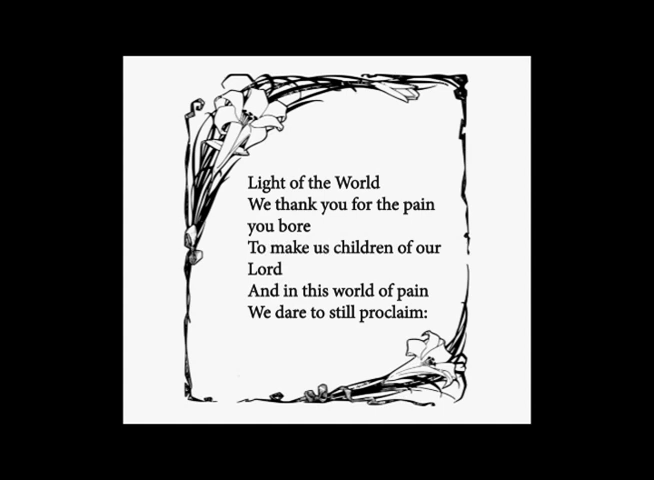 Light of the World
We thank you for the pain
you bore
To make us children of our
Lord
And in this world of pain
We dare to still proclaim: